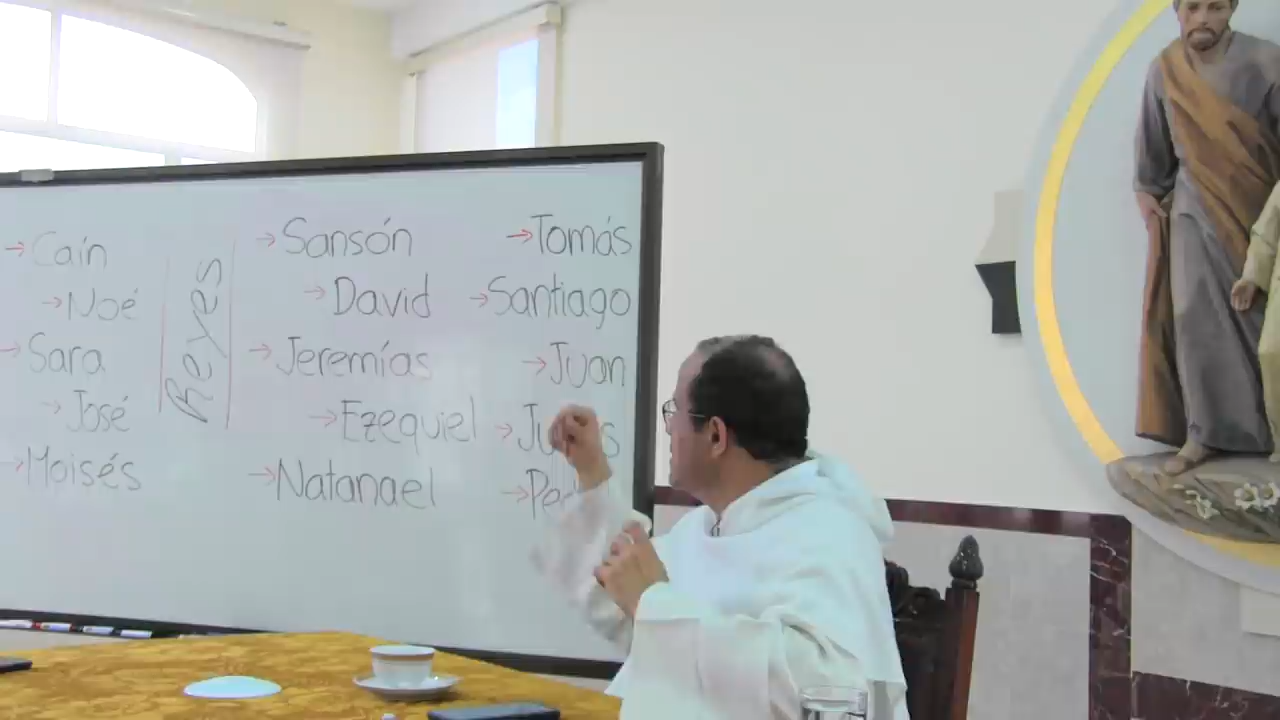 Caín
Noé
Sara
José
Moisés
Reyes
Sansón
David
Jeremías
Ezequiel
Natanael
Tomás
Santiago
Juan